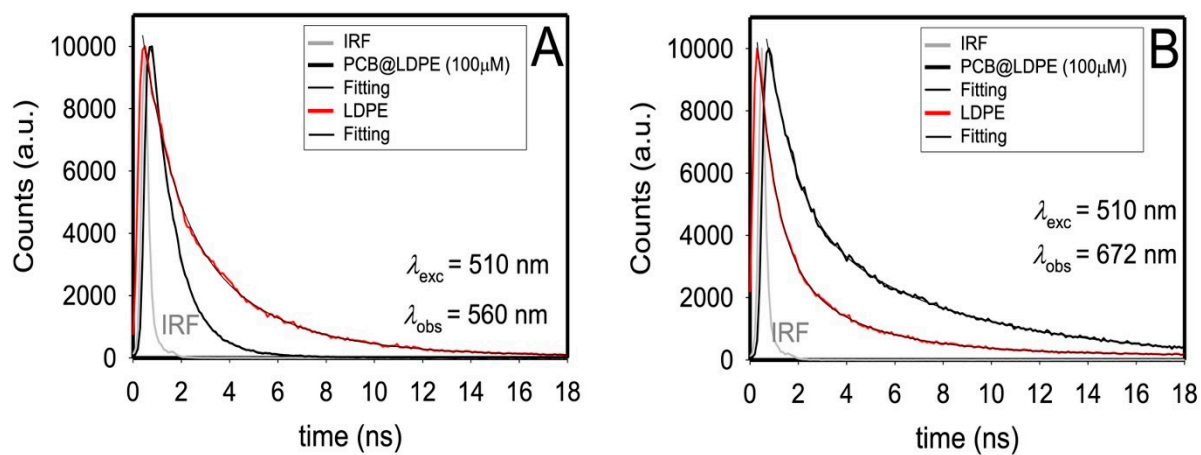 A
10000
8000
6000
4000
2000
0
Counts (a.u.)
IRF
PCB@LDPE (100μM)
Fitting
LDPE
Fitting
λexc = 510 nm
λobs = 560 nm
IRF
0 2 4 6 8 10 12 14 16 18
time (ns)
B
10000
8000
6000
4000
2000
0
Counts (a.u.)
IRF
PCB@LDPE (100μM)
Fitting
LDPE
Fitting
λexc = 510 nm
λobs = 672 nm
IRF
0 2 4 6 8 10 12 14 16 18
time (ns)